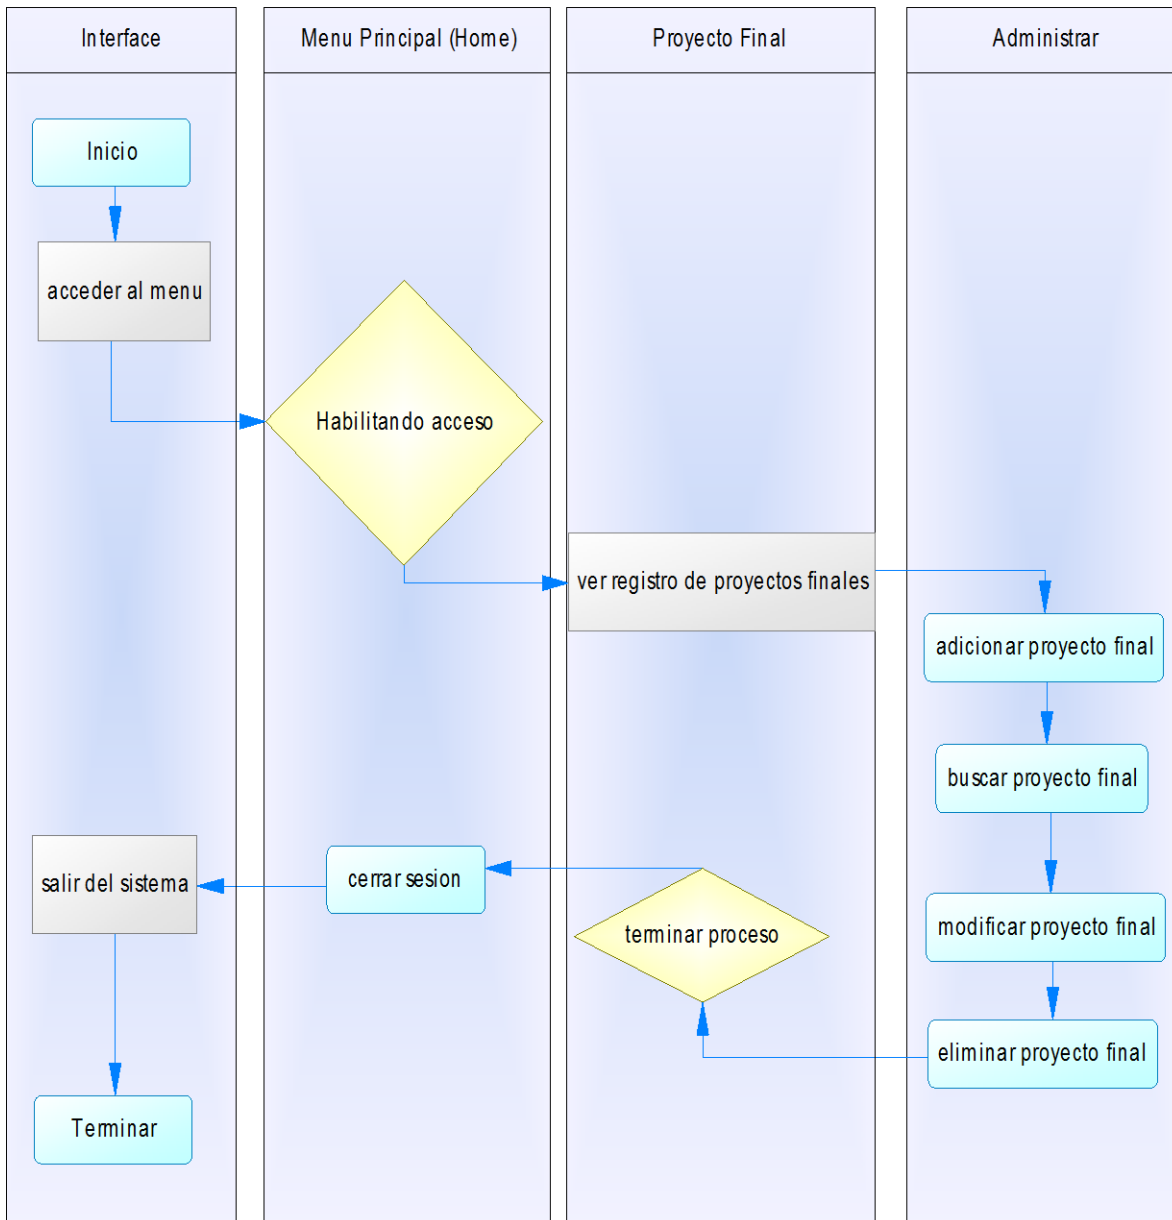 Interface
Menu Principal (Home)
Proyecto Final
Administrar
Inicio
acceder al menu
Habilitando acceso
ver registro de proyectos finales
adicionar proyecto final
buscar proyecto final
modificar proyecto final
eliminar proyecto final
terminar proceso
cerrar sesion
salir del sistema
Terminar